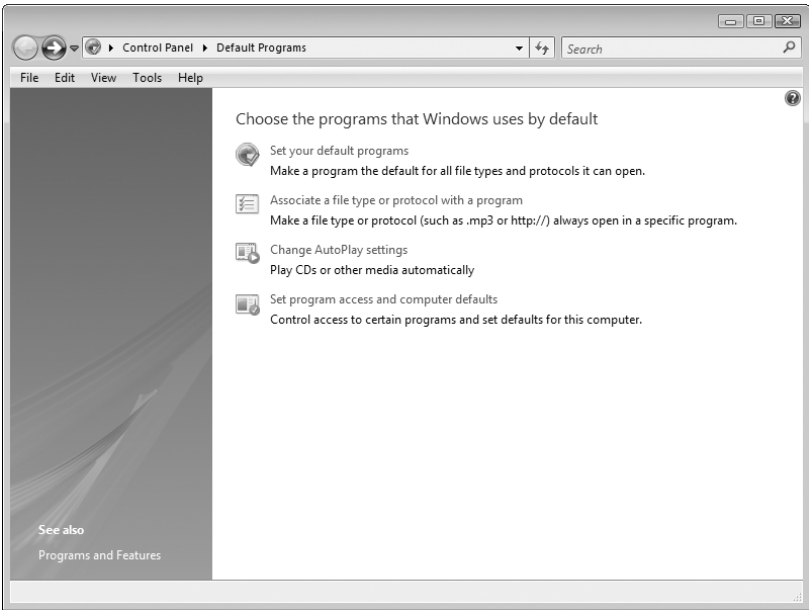 Control Panel Default Programs
Search
File Edit View Tools Help
Choose the programs that Windows uses by default
Set your default programs
Make a program the default for all file types and protocols it can open.
Associate a file type or protocol with a program
Make a file type or protocol (such as .mp3 or http://) always open in a specific program.
Change AutoPlay settings
Play CDs or other media automatically
Set program access and computer defaults
Control access to certain programs and set defaults for this computer.
See also
Programs and Features